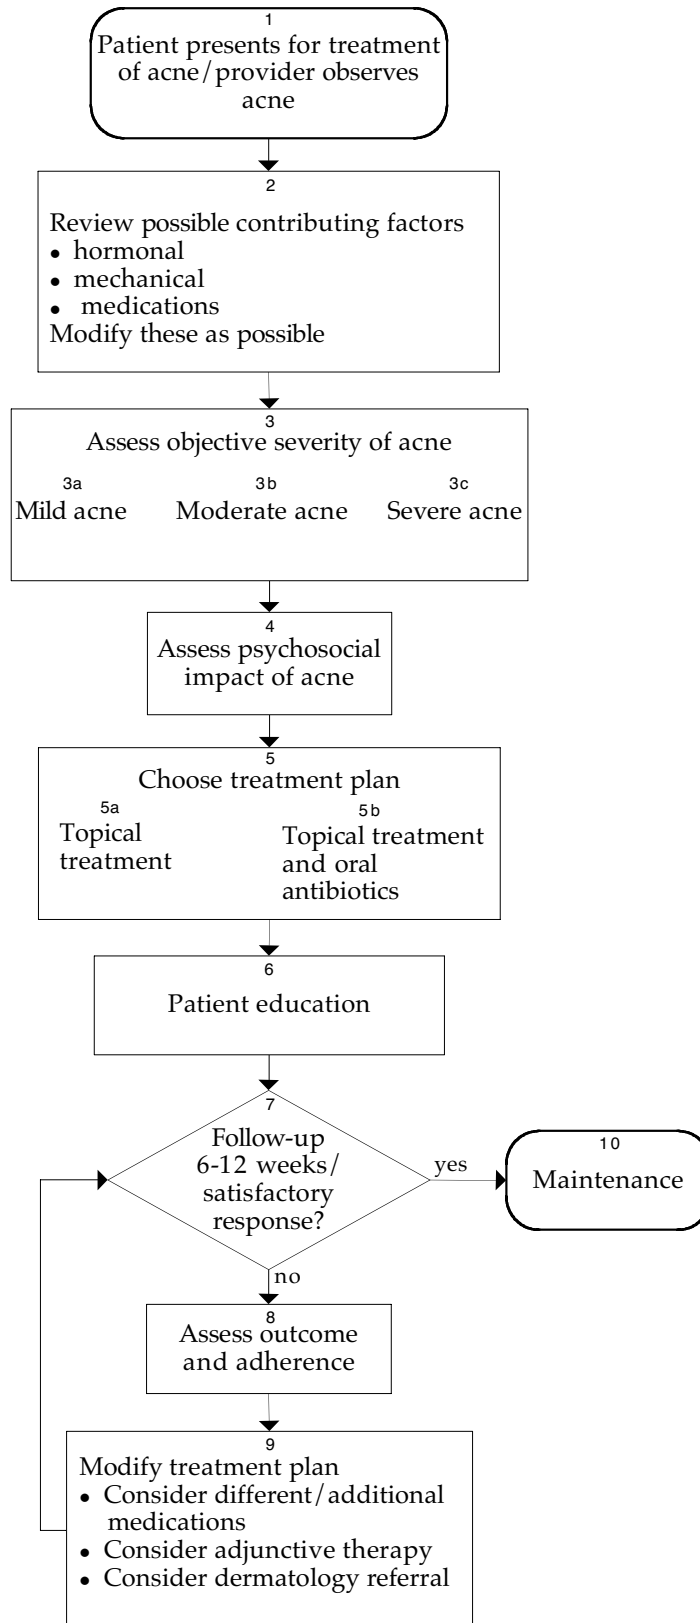 1
Patient presents for treatment
of acne/provider observes
acne
2
Review possible contributing factors
• hormonal
• mechanical
• medications
Modify these as possible
3
Assess objective severity of acne
3a
Mild acne
3b
Moderate acne
3c
Severe acne
4
Assess psychosocial
impact of acne
5
Choose treatment plan
5a
Topical
treatment
5b
Topical treatment
and oral
antibiotics
6
Patient education
7
Follow-up
6-12 weeks/
satisfactory
response?
yes
10
Maintenance
no
8
Assess outcome
and adherence
9
Modify treatment plan
• Consider different/additional
medications
• Consider adjunctive therapy
• Consider dermatology referral